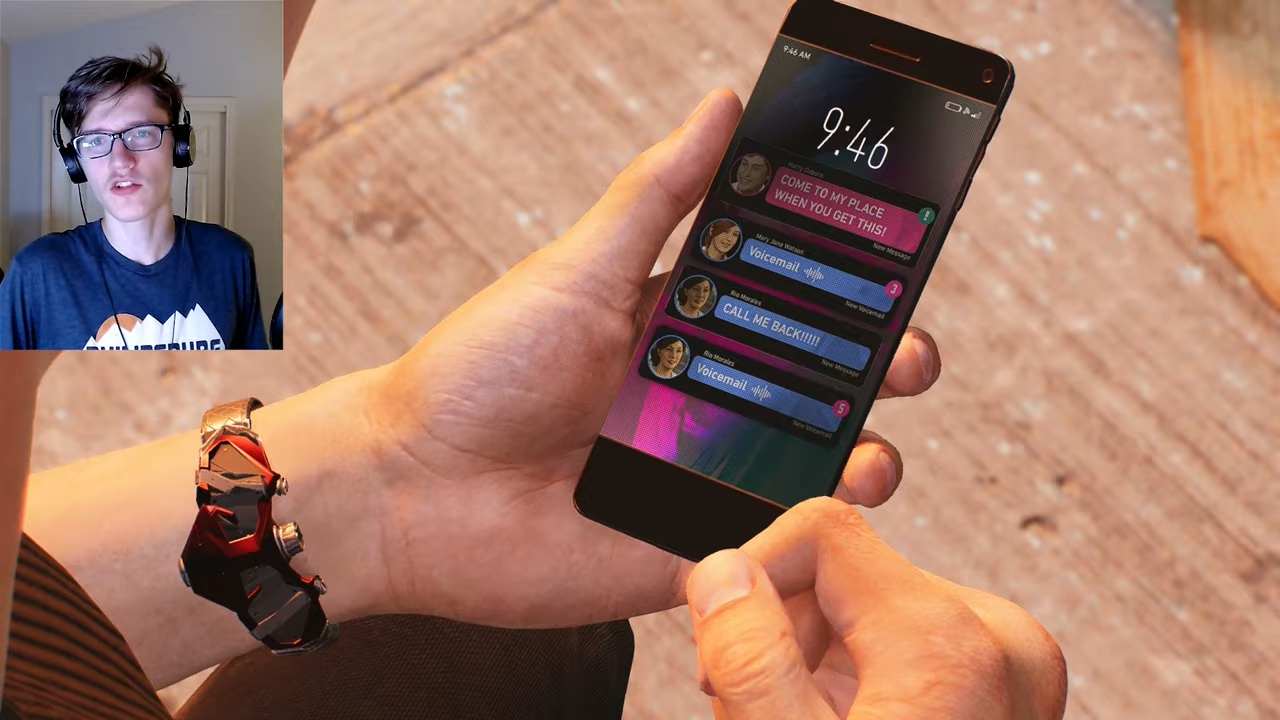 9:46 AM
9:46
Harry Osborn
COME TO MY PLACE
WHEN YOU GET THIS!
!
New Message
Mary Jane Watson
Voicemail
3
New Voicemail
Rio Morales
CALL ME BACK!!!!!
New Message
Rio Morales
Voicemail
5
New Voicemail